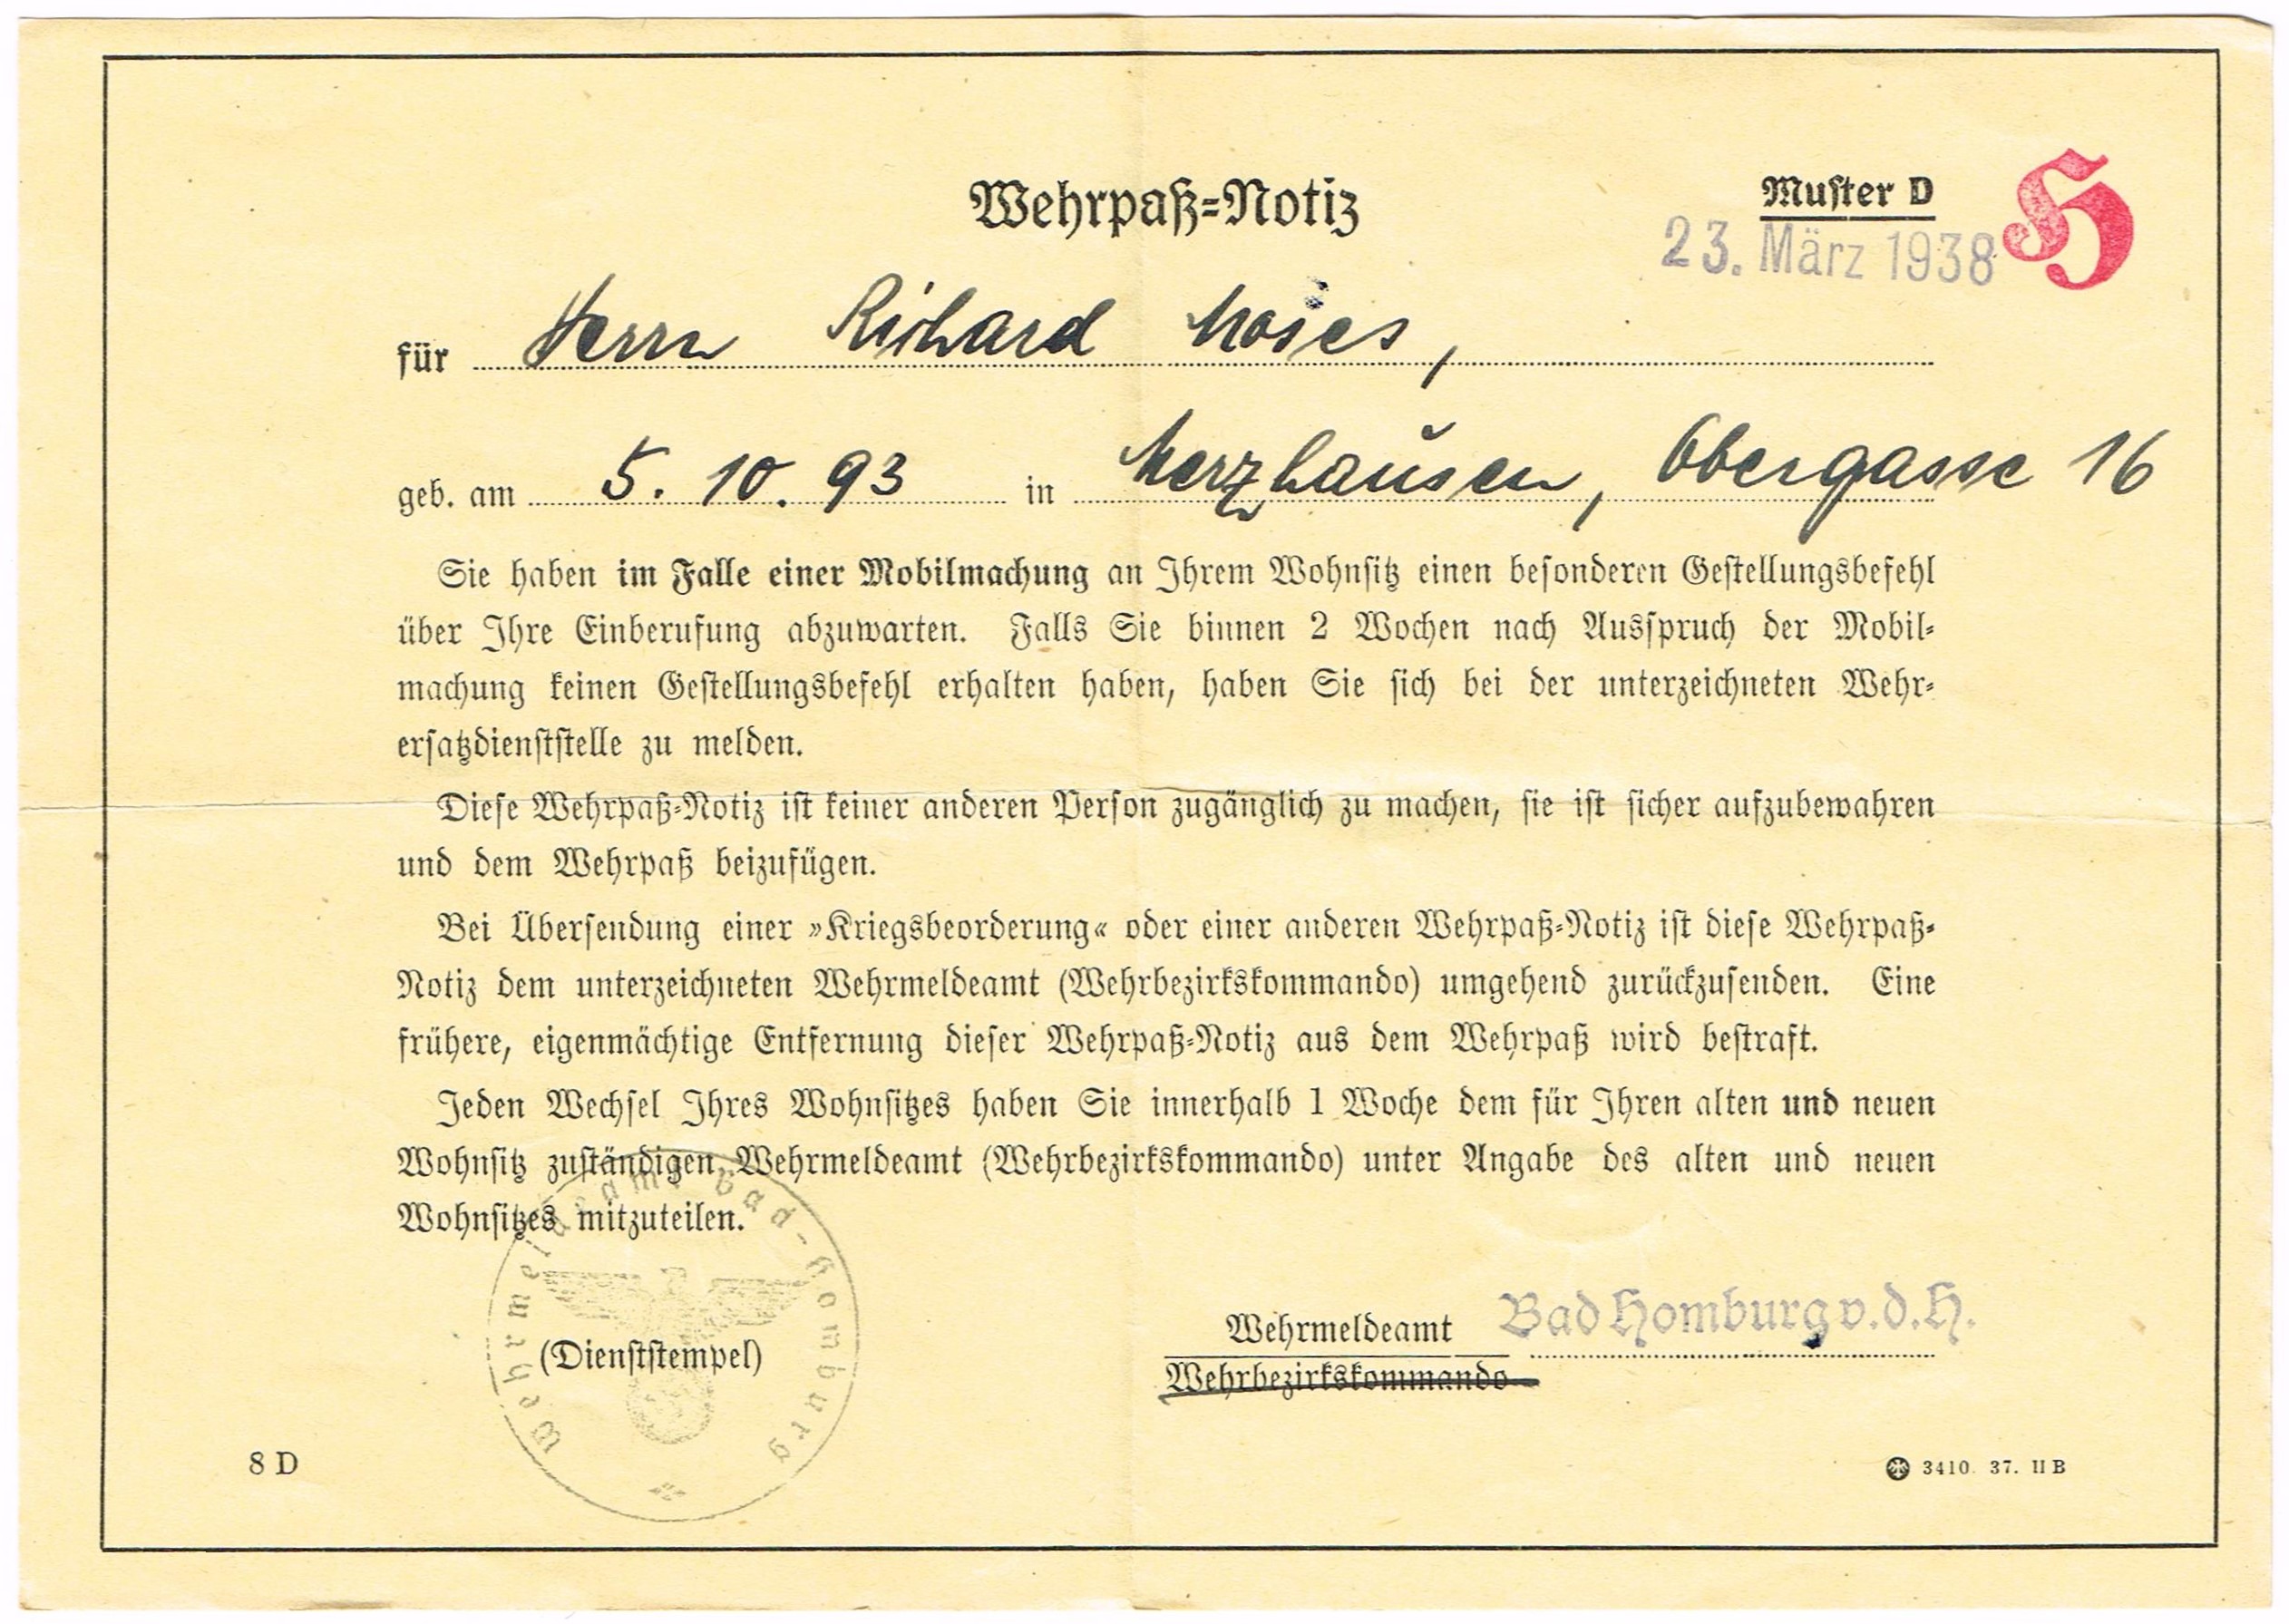 Wehrpaß-Notiz
Muster D
H
23. März 1938
für Herrn Richard Moses,
geb. am 5. 10. 93 in Merzhausen, Obergasse 16
Sie haben im Falle einer Mobilmachung an Ihrem Wohnsitz einen besonderen Gestellungsbefehl
über Ihre Einberufung abzuwarten. Falls Sie binnen 2 Wochen nach Ausspruch der Mobil-
machung keinen Gestellungsbefehl erhalten haben, haben Sie sich bei der unterzeichneten Wehr-
ersatzdienststelle zu melden.
Diese Wehrpaß-Notiz ist keiner anderen Person zugänglich zu machen, sie ist sicher aufzubewahren
und dem Wehrpaß beizufügen.
Bei Übersendung einer »Kriegsbeorderung« oder einer anderen Wehrpaß-Notiz ist diese Wehrpaß-
Notiz dem unterzeichneten Wehrmeldeamt (Wehrbezirkskommando) umgehend zurückzusenden. Eine
frühere, eigenmächtige Entfernung dieser Wehrpaß-Notiz aus dem Wehrpaß wird bestraft.
Jeden Wechsel Ihres Wohnsitzes haben Sie innerhalb 1 Woche dem für Ihren alten und neuen
Wohnsitz zuständigen Wehrmeldeamt (Wehrbezirkskommando) unter Angabe des alten und neuen
Wohnsitzes mitzuteilen.
Wehrmeldeamt Bad-Homburg
(Dienststempel)
Wehrmeldeamt Bad Homburg v. d. H.
Wehrbezirkskommando
8 D
3410. 37. II B